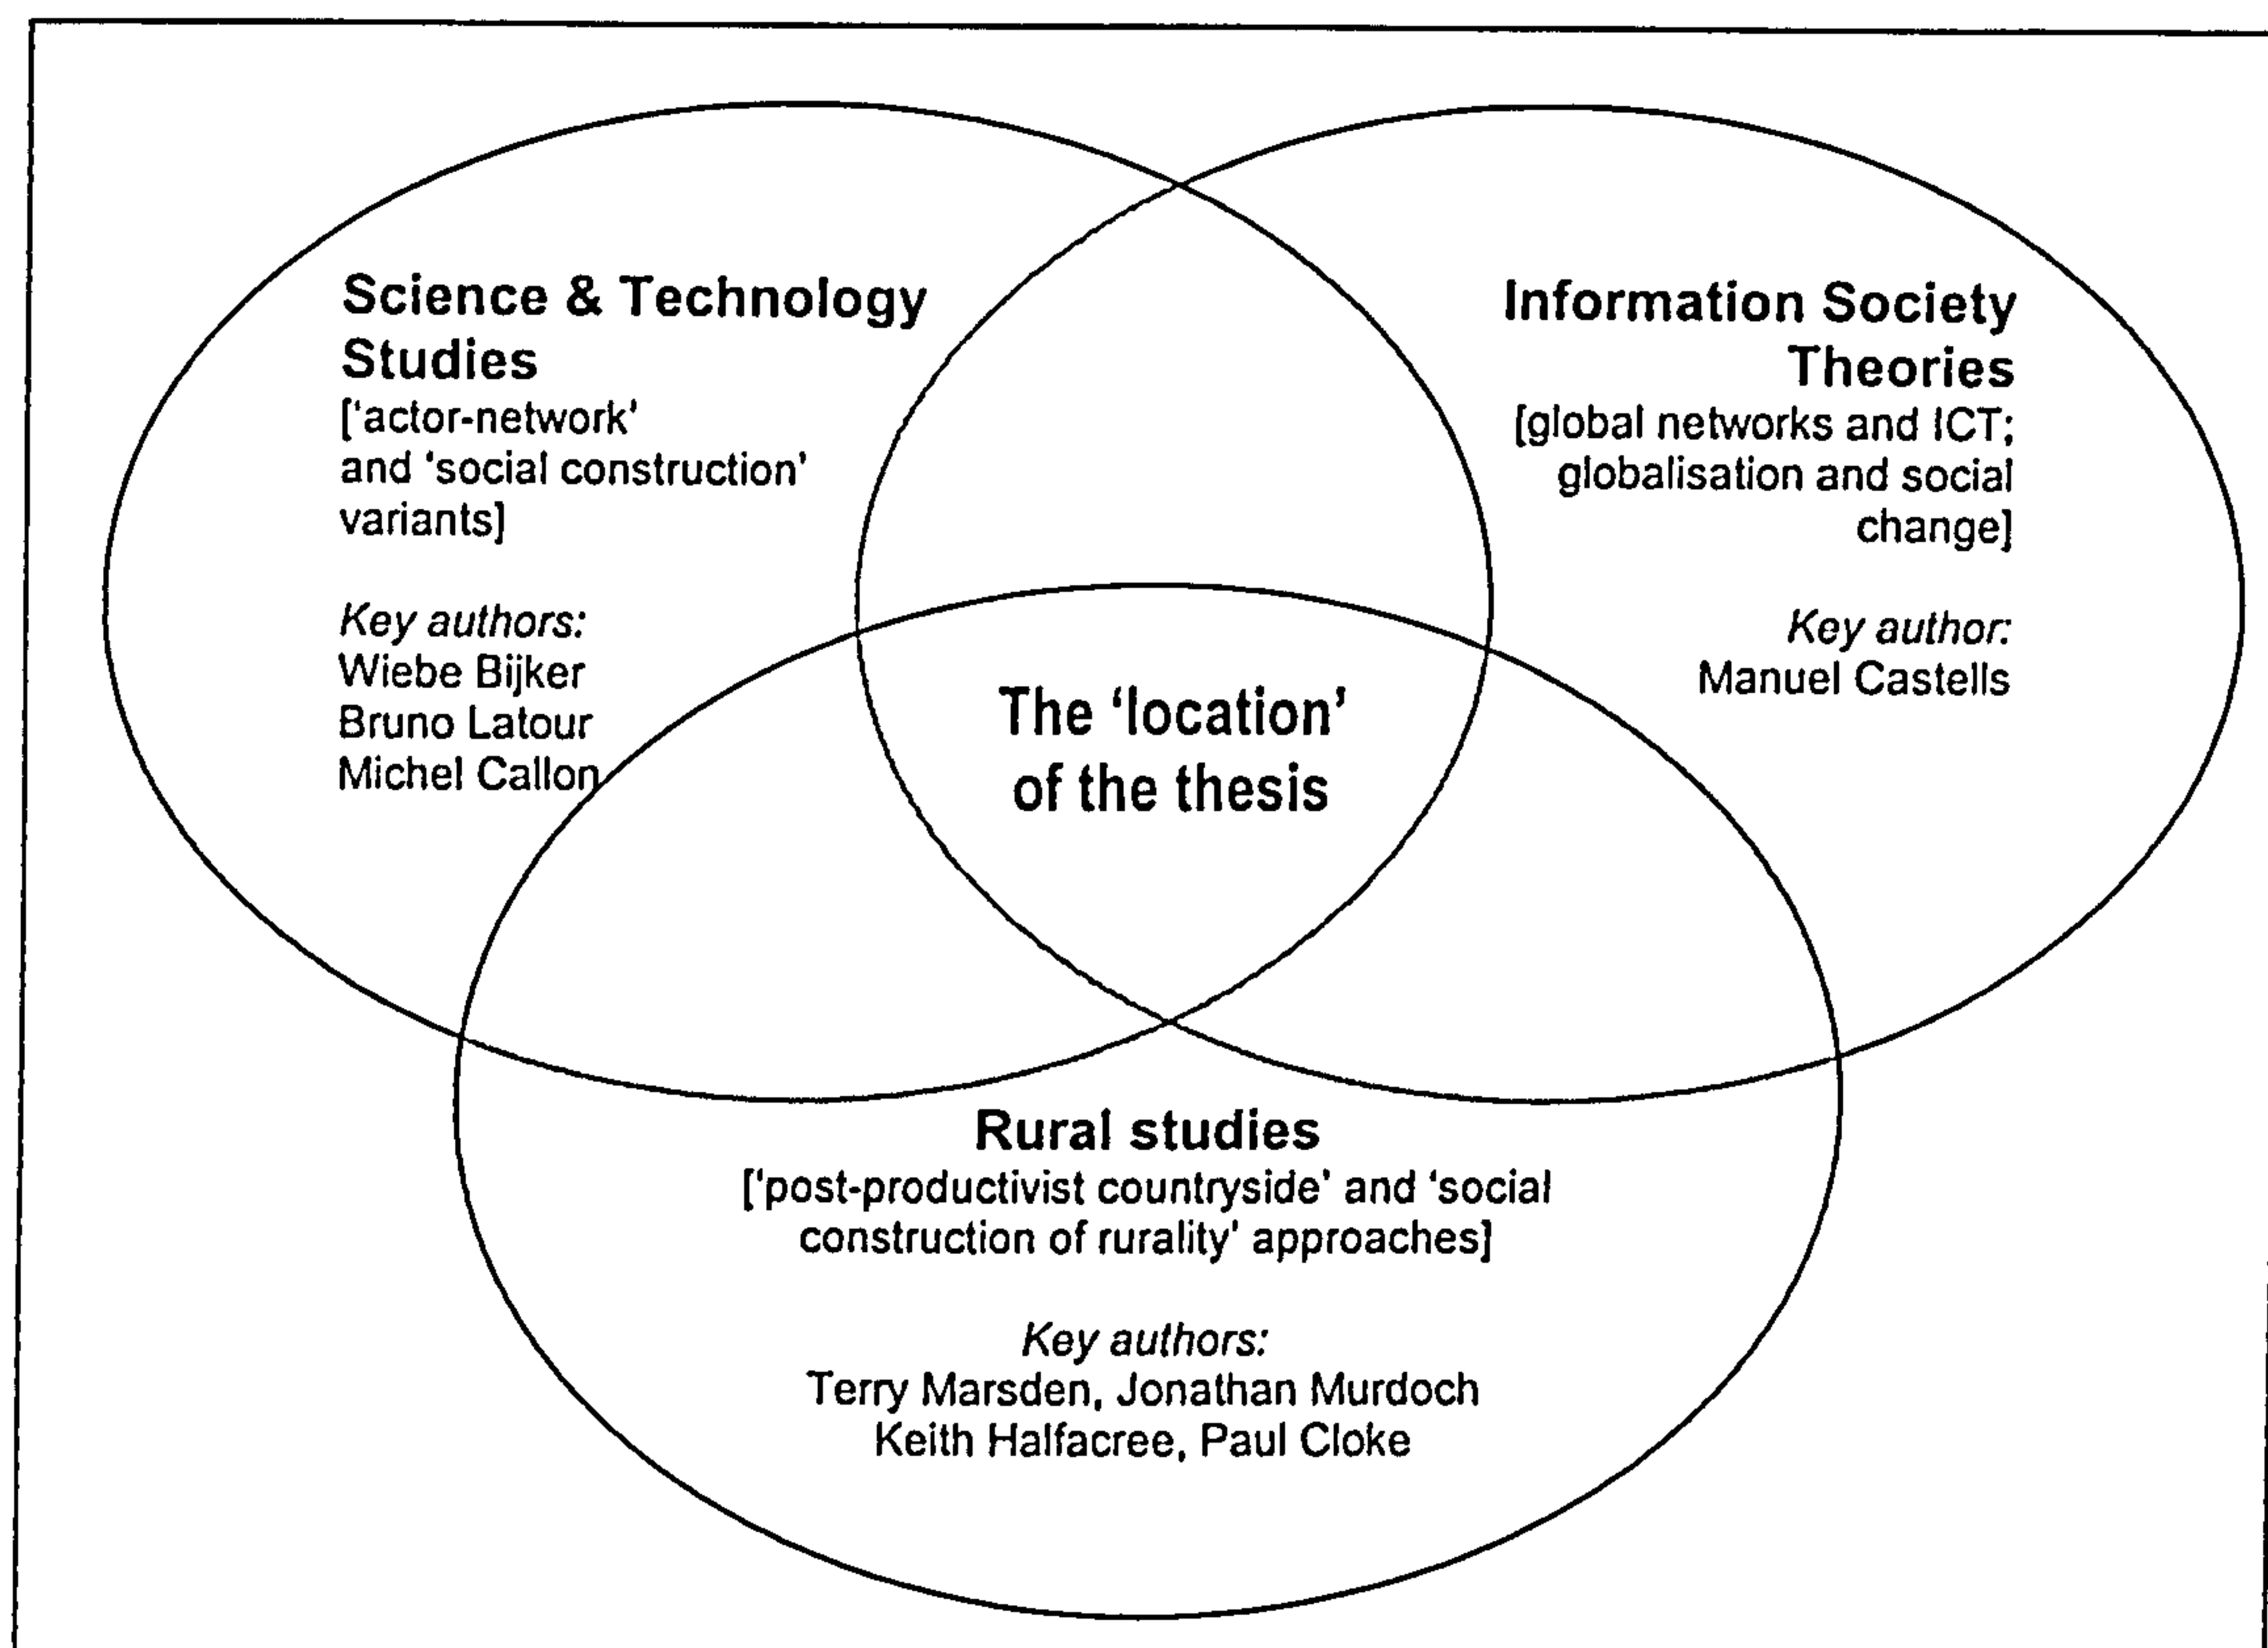 Science & Technology
Studies
['actor-network'
and 'social construction'
variants]
Key authors:
Wiebe Bijker
Bruno Latour
Michel Callon
Information Society
Theories
[global networks and ICT;
globalisation and social
change]
Key author:
Manuel Castells
The 'location'
of the thesis
Rural studies
['post-productivist countryside' and 'social
construction of rurality' approaches]
Key authors:
Terry Marsden, Jonathan Murdoch
Keith Halfacree, Paul Cloke